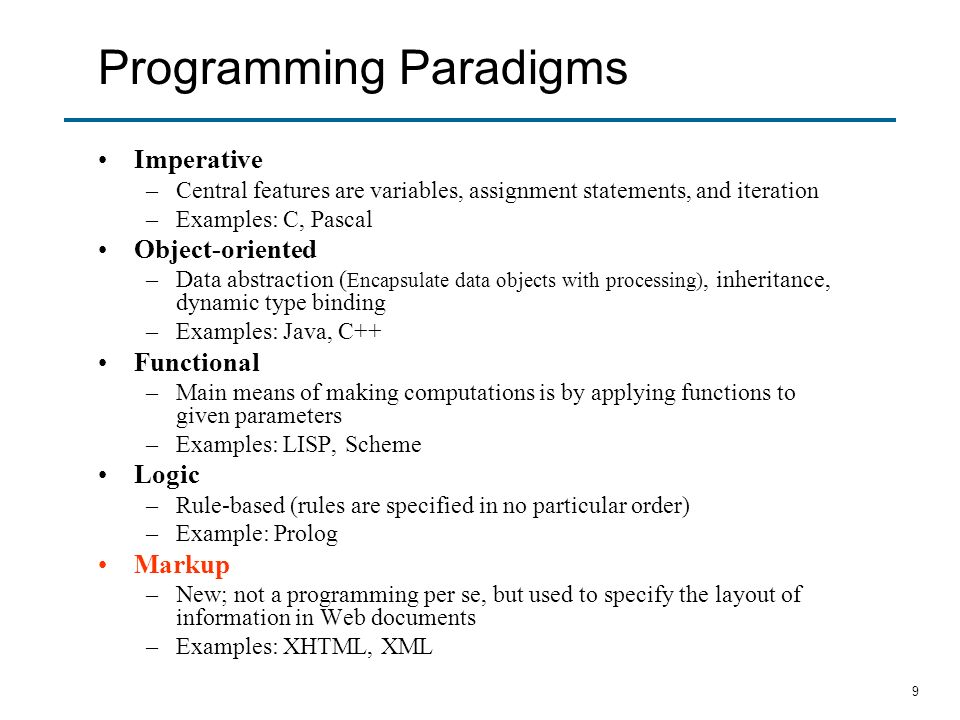 Programming Paradigms
• Imperative
– Central features are variables, assignment statements, and iteration
– Examples: C, Pascal
• Object-oriented
– Data abstraction (Encapsulate data objects with processing), inheritance,
dynamic type binding
– Examples: Java, C++
• Functional
– Main means of making computations is by applying functions to
given parameters
– Examples: LISP, Scheme
• Logic
– Rule-based (rules are specified in no particular order)
– Example: Prolog
• Markup
– New; not a programming per se, but used to specify the layout of
information in Web documents
– Examples: XHTML, XML
9